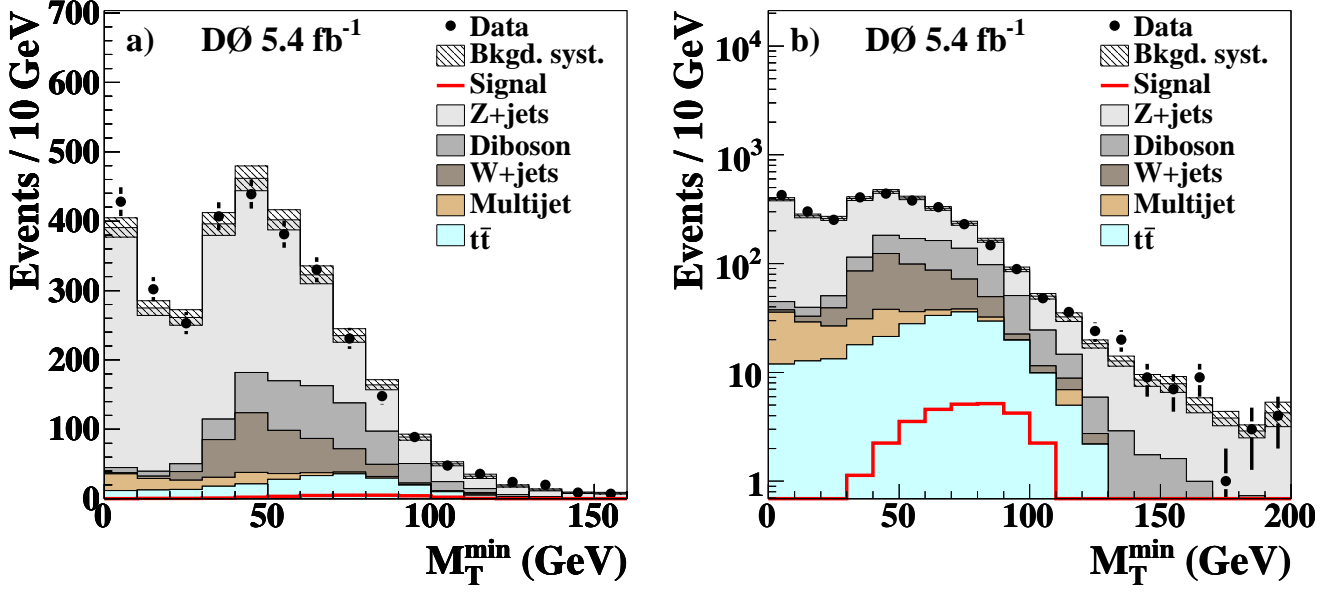 Events / 10 GeV
700
600
500
400
300
200
100
0
0 50 100 150
M_T^min (GeV)
a) DØ 5.4 fb⁻¹
Data
Bkgd. syst.
Signal
Z+jets
Diboson
W+jets
Multijet
tt̄
Events / 10 GeV
10⁴
10³
10²
10
1
0 50 100 150 200
M_T^min (GeV)
b) DØ 5.4 fb⁻¹
Data
Bkgd. syst.
Signal
Z+jets
Diboson
W+jets
Multijet
tt̄